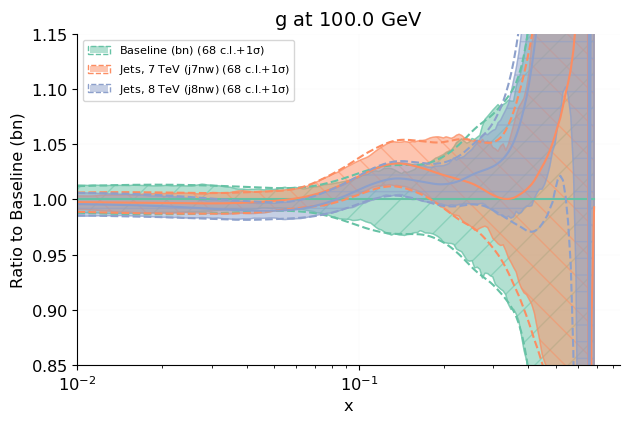 g at 100.0 GeV
Ratio to Baseline (bn)
1.15
1.10
1.05
1.00
0.95
0.90
0.85
Baseline (bn) (68 c.l.+1σ)
Jets, 7 TeV (j7nw) (68 c.l.+1σ)
Jets, 8 TeV (j8nw) (68 c.l.+1σ)
10⁻²
10⁻¹
x